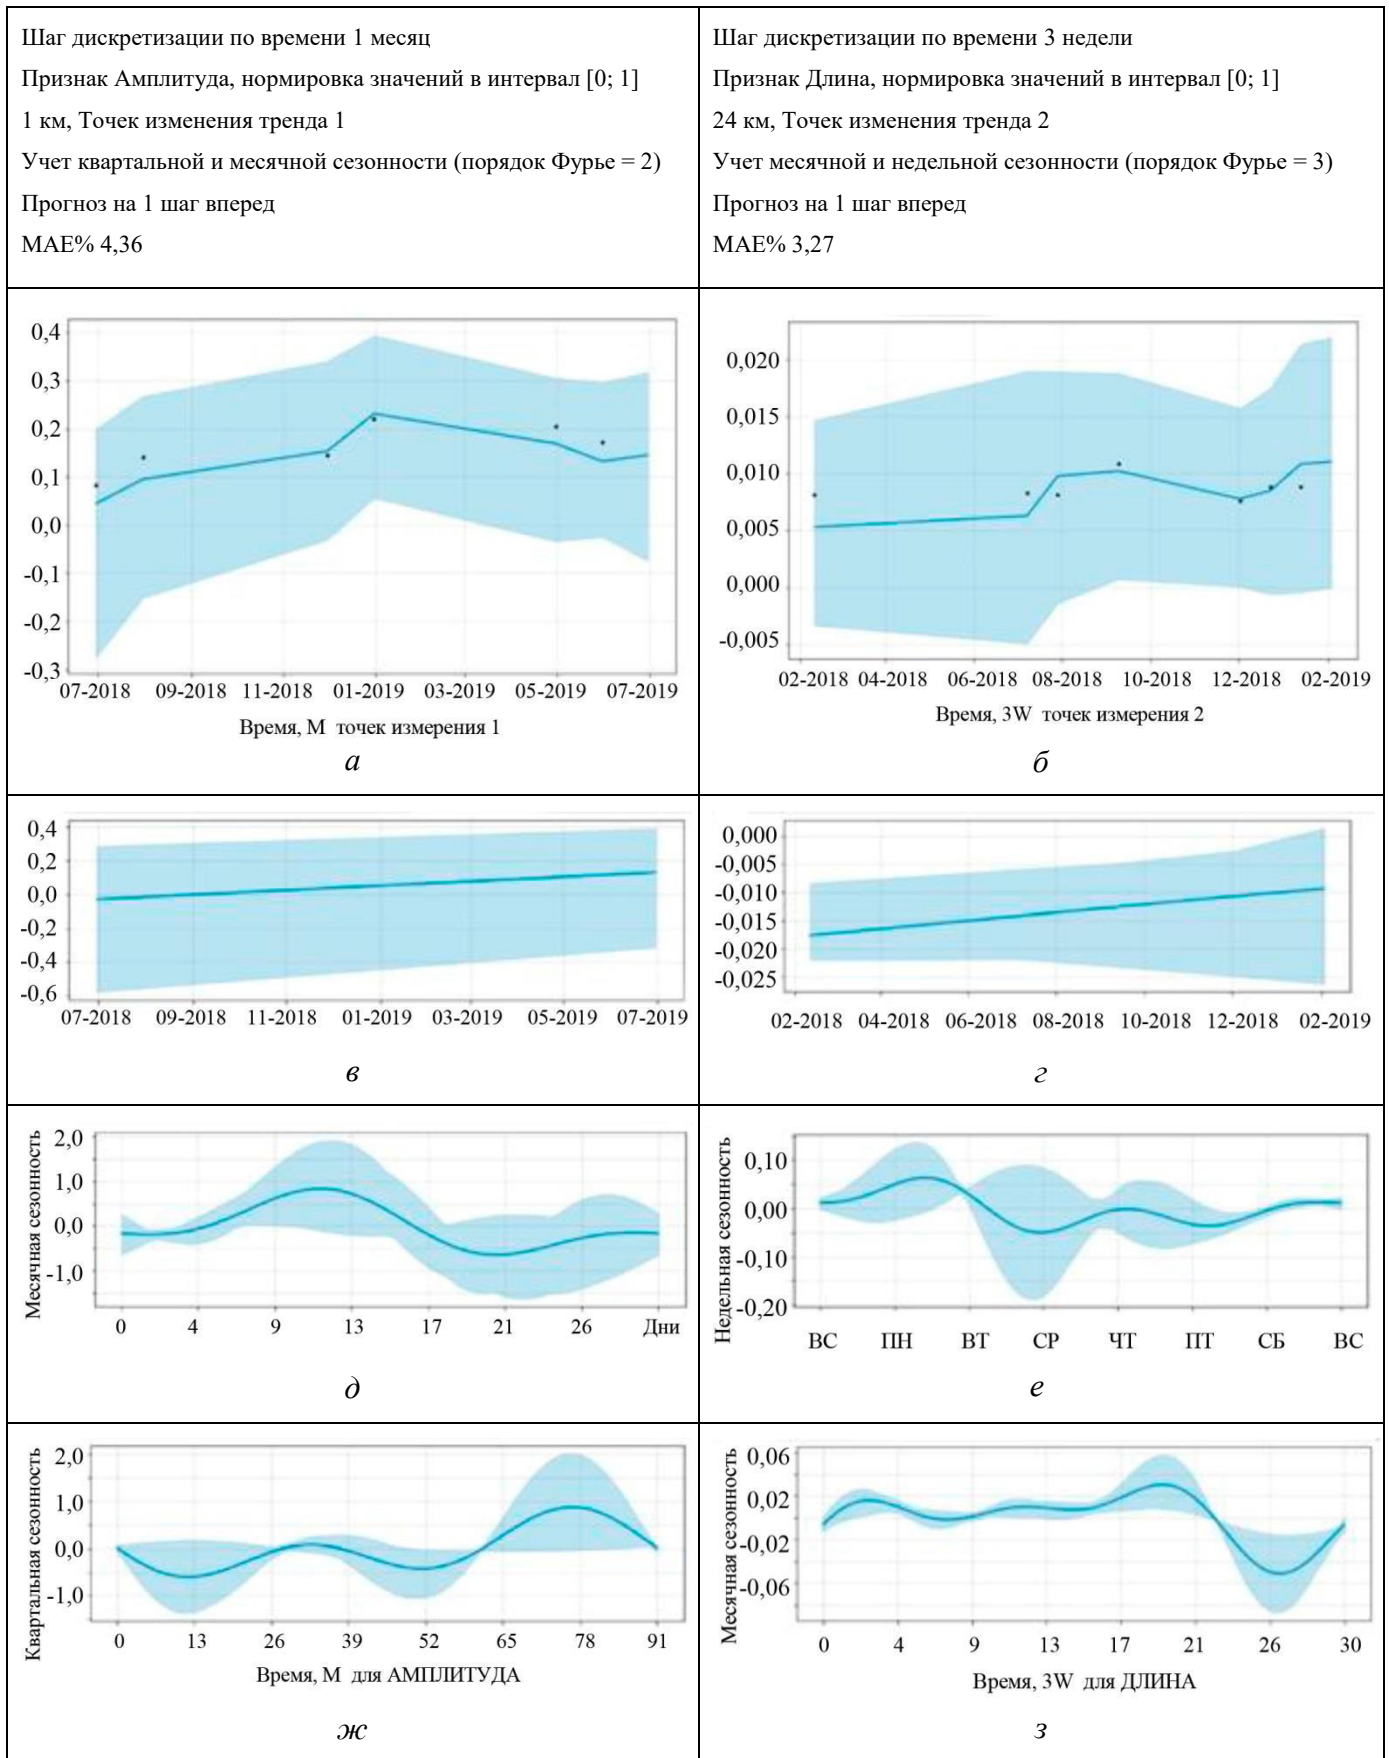 Шаг дискретизации по времени 1 месяц
Признак Амплитуда, нормировка значений в интервал [0; 1]
1 км, Точек изменения тренда 1
Учет квартальной и месячной сезонности (порядок Фурье = 2)
Прогноз на 1 шаг вперед
MAE% 4,36
Шаг дискретизации по времени 3 недели
Признак Длина, нормировка значений в интервал [0; 1]
24 км, Точек изменения тренда 2
Учет месячной и недельной сезонности (порядок Фурье = 3)
Прогноз на 1 шаг вперед
MAE% 3,27
0,4
0,3
0,2
0,1
0,0
-0,1
-0,2
-0,3
07-2018 09-2018 11-2018 01-2019 03-2019 05-2019 07-2019
Время, M точек измерения 1
а
0,020
0,015
0,010
0,005
0,000
-0,005
02-2018 04-2018 06-2018 08-2018 10-2018 12-2018 02-2019
Время, 3W точек измерения 2
б
0,4
0,2
0,0
-0,2
-0,4
-0,6
07-2018 09-2018 11-2018 01-2019 03-2019 05-2019 07-2019
в
0,000
-0,005
-0,010
-0,015
-0,020
-0,025
02-2018 04-2018 06-2018 08-2018 10-2018 12-2018 02-2019
г
Месячная сезонность
2,0
1,0
0,0
-1,0
0 4 9 13 17 21 26 Дни
д
Недельная сезонность
0,10
0,00
-0,10
-0,20
ВС ПН ВТ СР ЧТ ПТ СБ ВС
е
Квартальная сезонность
2,0
1,0
0,0
-1,0
0 13 26 39 52 65 78 91
Время, M для АМПЛИТУДА
ж
Месячная сезонность
0,06
0,02
-0,02
-0,06
0 4 9 13 17 21 26 30
Время, 3W для ДЛИНА
з